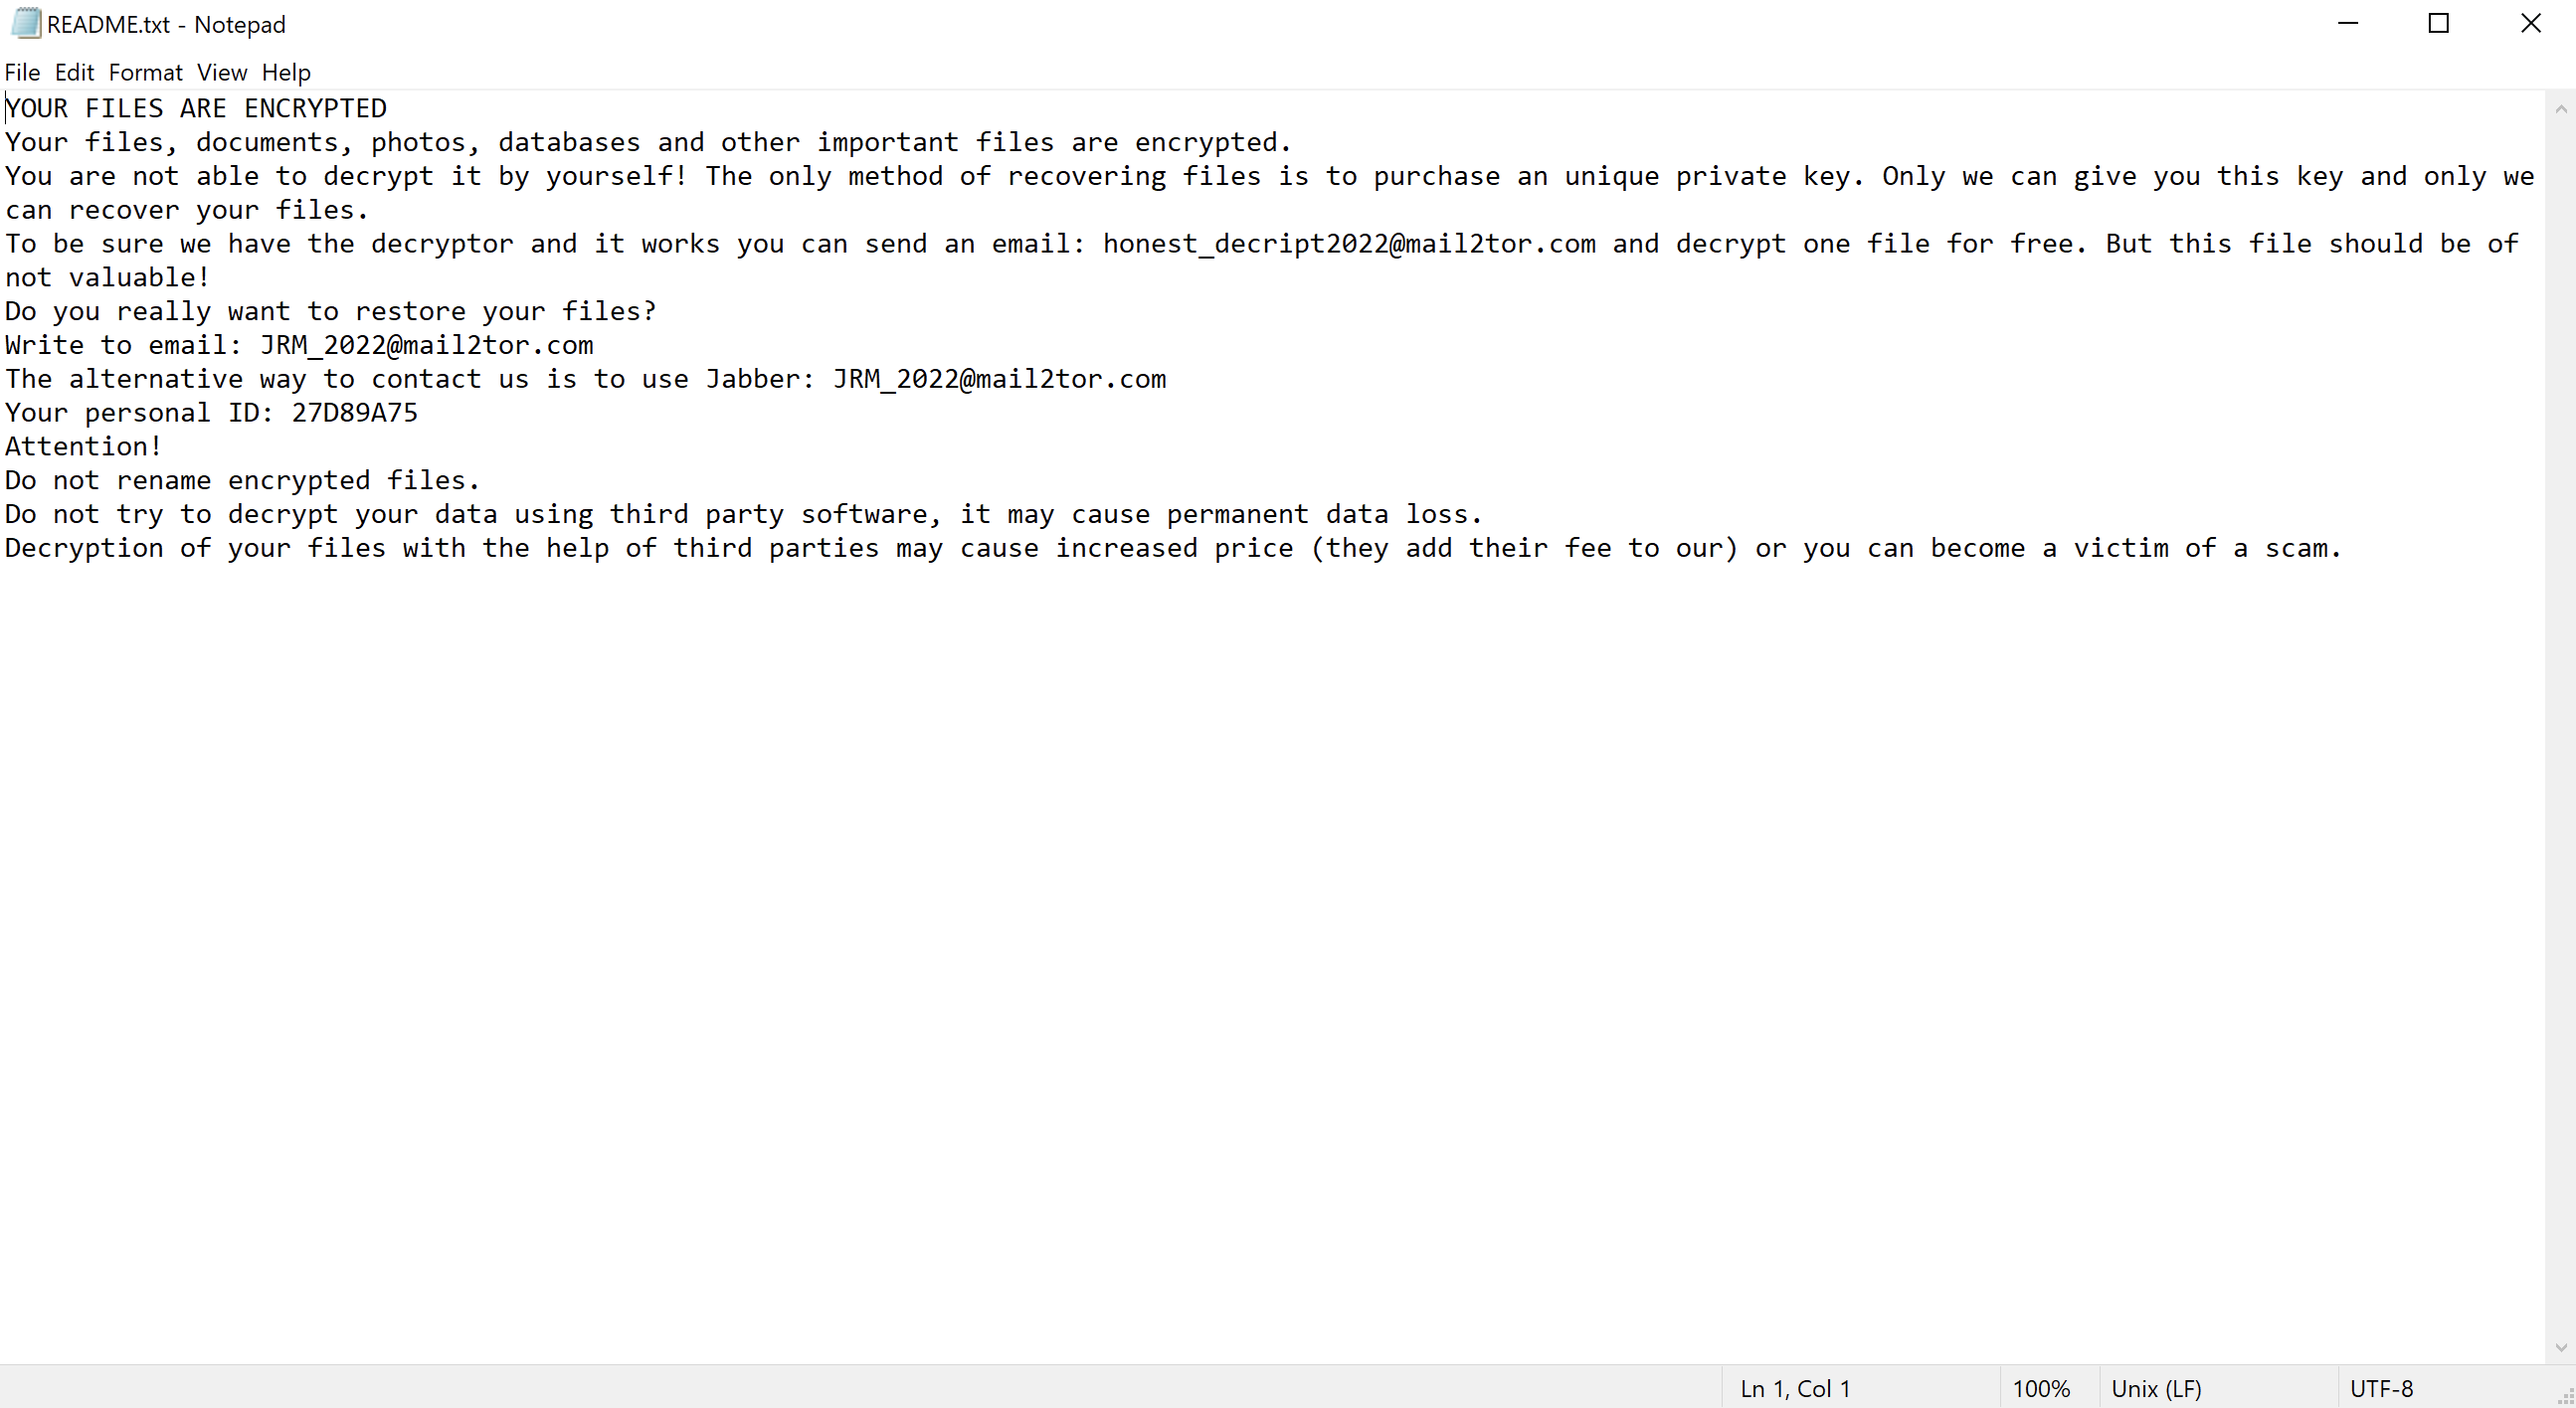 README.txt - Notepad
File Edit Format View Help
YOUR FILES ARE ENCRYPTED
Your files, documents, photos, databases and other important files are encrypted.
You are not able to decrypt it by yourself! The only method of recovering files is to purchase an unique private key. Only we can give you this key and only we
can recover your files.
To be sure we have the decryptor and it works you can send an email: honest_decript2022@mail2tor.com and decrypt one file for free. But this file should be of
not valuable!
Do you really want to restore your files?
Write to email: JRM_2022@mail2tor.com
The alternative way to contact us is to use Jabber: JRM_2022@mail2tor.com
Your personal ID: 27D89A75
Attention!
Do not rename encrypted files.
Do not try to decrypt your data using third party software, it may cause permanent data loss.
Decryption of your files with the help of third parties may cause increased price (they add their fee to our) or you can become a victim of a scam.
Ln 1, Col 1 100% Unix (LF) UTF-8